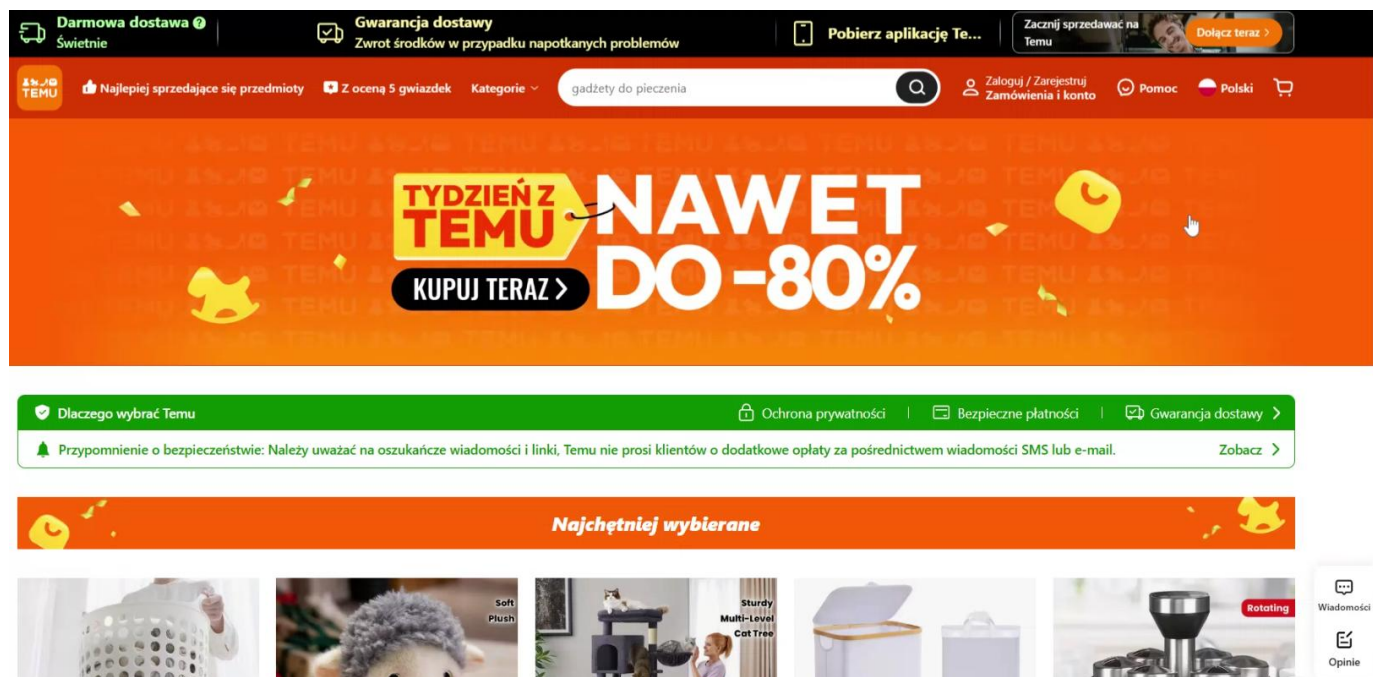 Darmowa dostawa
Świetnie
Gwarancja dostawy
Zwrot środków w przypadku napotkanych problemów
Pobierz aplikację Te...
Zacznij sprzedawać na
Temu
Dołącz teraz >
TEMU
Najlepiej sprzedające się przedmioty
Z oceną 5 gwiazdek
Kategorie
gadżety do pieczenia
Zaloguj / Zarejestruj
Zamówienia i konto
Pomoc
Polski
TYDZIEŃ Z
TEMU
KUPUJ TERAZ >
NAWET
DO -80%
Dlaczego wybrać Temu
Ochrona prywatności
Bezpieczne płatności
Gwarancja dostawy >
Przypomnienie o bezpieczeństwie: Należy uważać na oszukańcze wiadomości i linki, Temu nie prosi klientów o dodatkowe opłaty za pośrednictwem wiadomości SMS lub e-mail.
Zobacz >
Najchętniej wybierane
Soft
Plush
Sturdy
Multi-Level
Cat Tree
Rotating
Wiadomości
Opinie